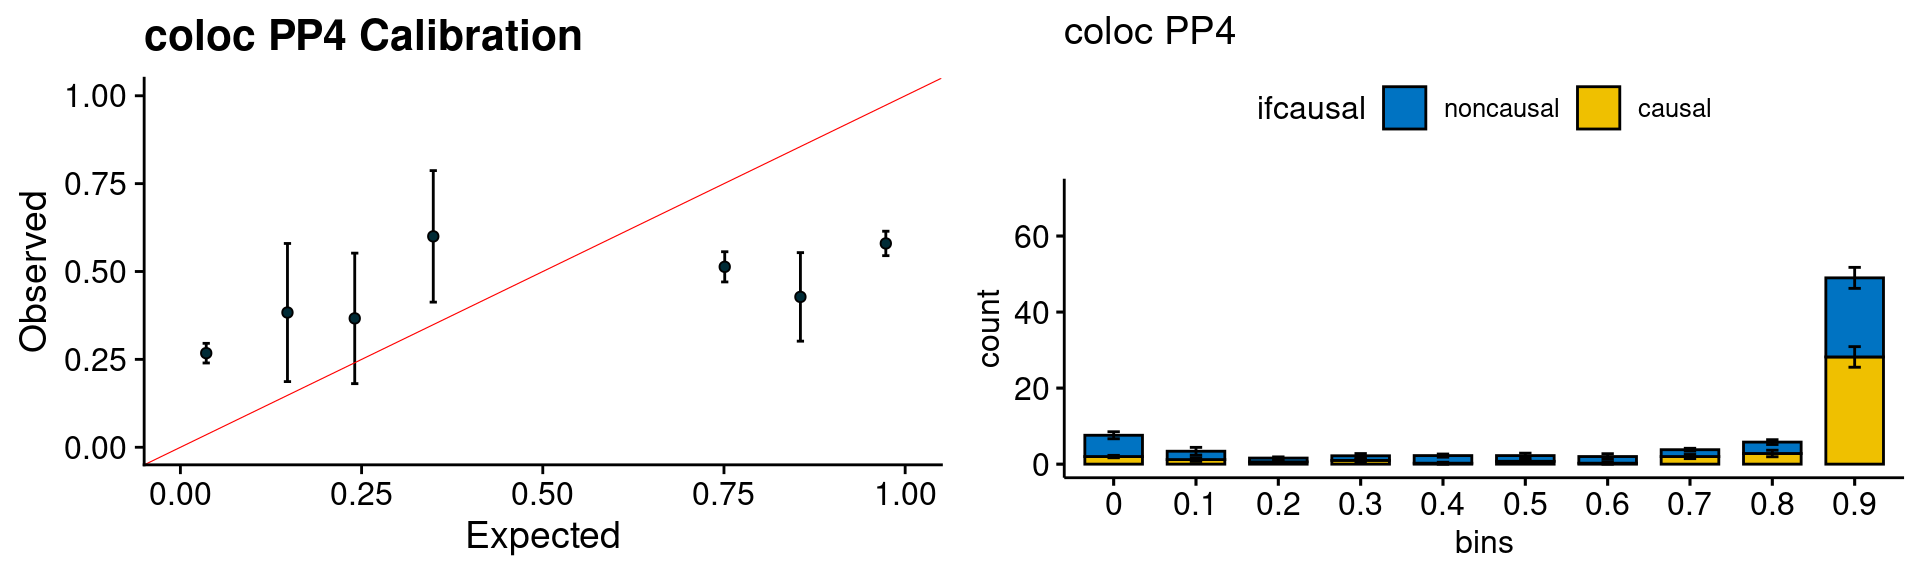 coloc PP4 Calibration
1.00
0.75
0.50
0.25
0.00
Observed
0.00 0.25 0.50 0.75 1.00
Expected
coloc PP4
ifcausal noncausal causal
60
40
20
0
count
0 0.1 0.2 0.3 0.4 0.5 0.6 0.7 0.8 0.9
bins